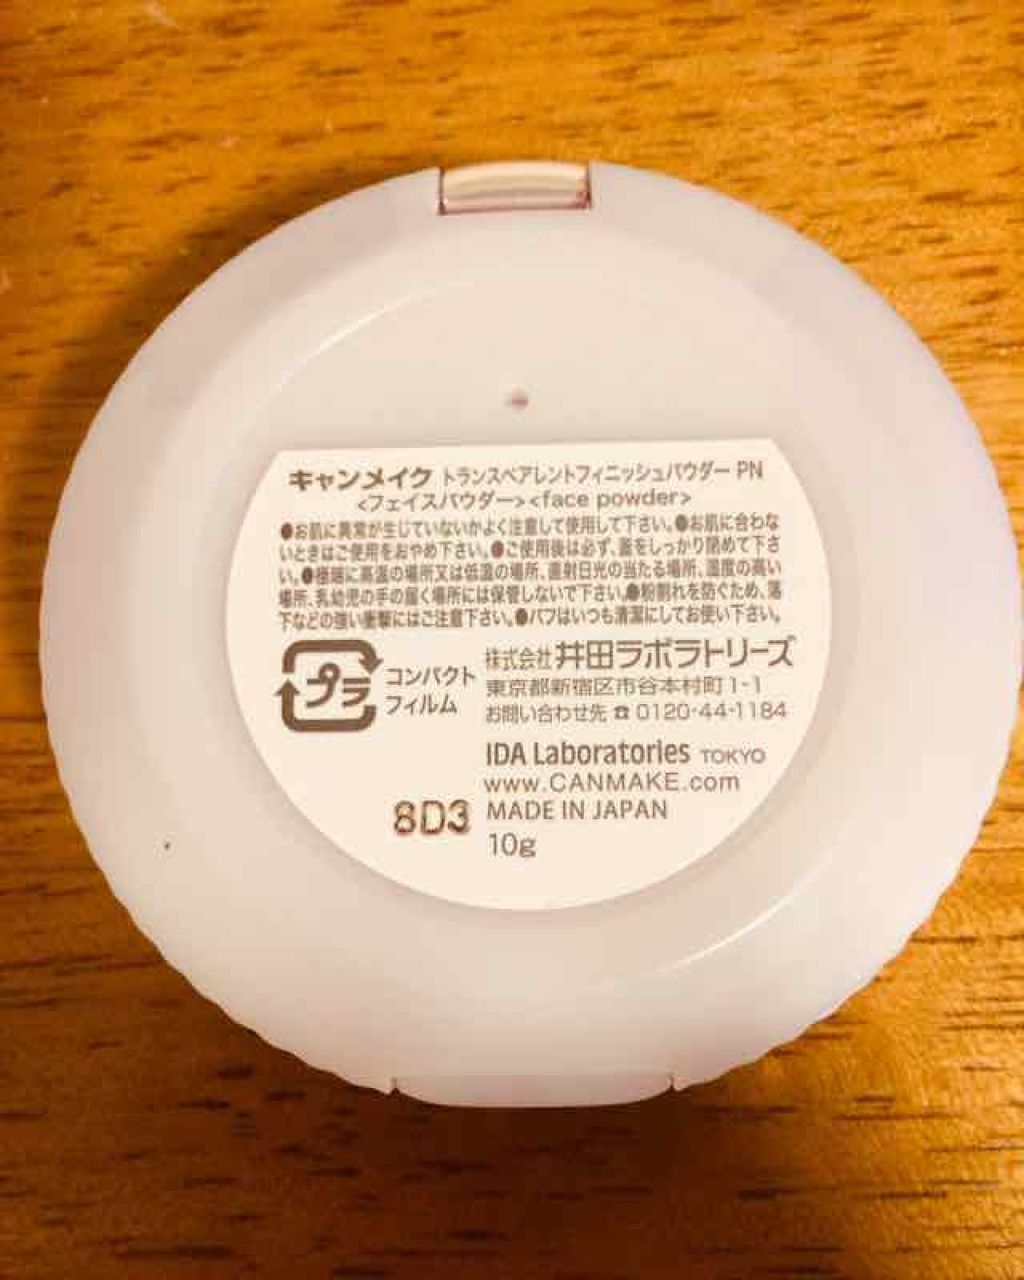 キャンメイク トランスペアレントフィニッシュパウダー PN
<フェイスパウダー><face powder>
●お肌に異常が生じていないかよく注意して使用して下さい。●お肌に合わな
いときはご使用をおやめ下さい。●ご使用後は必ず、蓋をしっかり閉めて下さ
い。●極端に高温の場所又は低温の場所、直射日光の当たる場所、湿度の高い
場所、乳幼児の手の届く場所には保管しないで下さい。●粉割れを防ぐため、落
下などの強い衝撃にはご注意下さい。●パフはいつも清潔にしてお使い下さい。
プラ
コンパクト
フィルム
株式会社 井田ラボラトリーズ
東京都新宿区市谷本村町1-1
お問い合わせ先 ☎ 0120-44-1184
IDA Laboratories TOKYO
www.CANMAKE.com
8D3 MADE IN JAPAN
10g